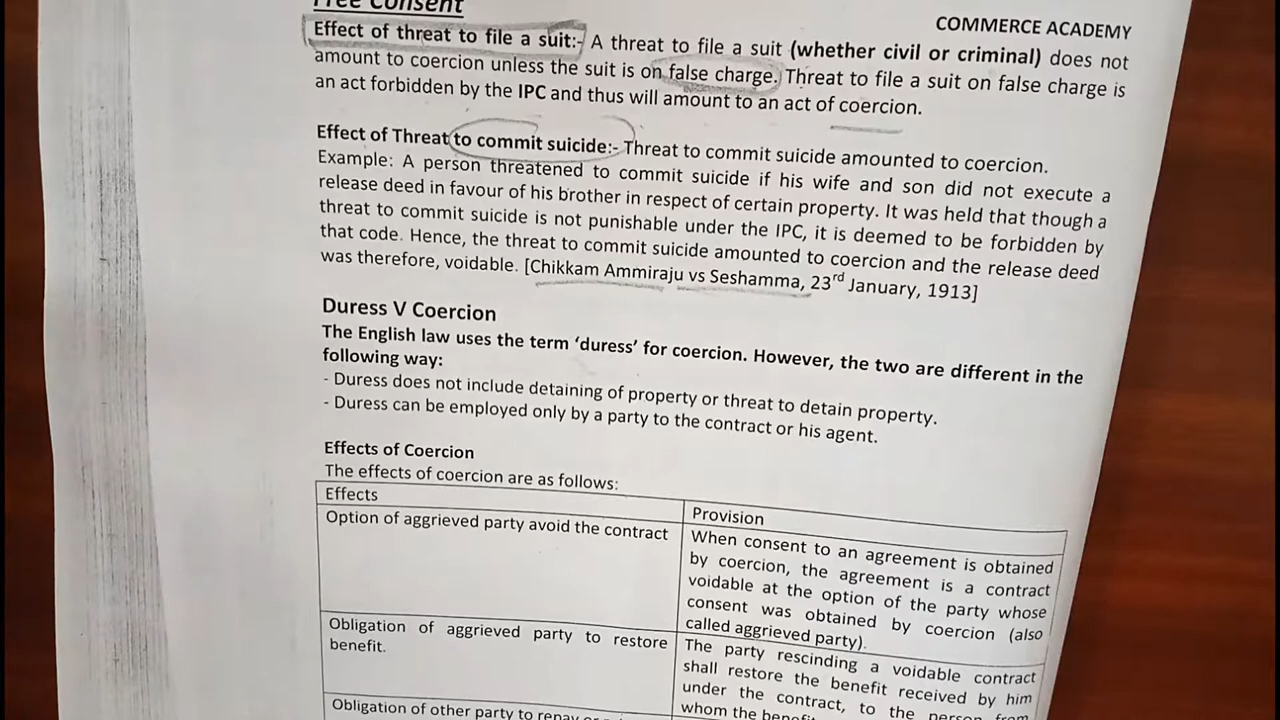 Free Consent
COMMERCE ACADEMY
Effect of threat to file a suit:- A threat to file a suit (whether civil or criminal) does not
amount to coercion unless the suit is on false charge. Threat to file a suit on false charge is
an act forbidden by the IPC and thus will amount to an act of coercion.
Effect of Threat to commit suicide:- Threat to commit suicide amounted to coercion.
Example: A person threatened to commit suicide if his wife and son did not execute a
release deed in favour of his brother in respect of certain property. It was held that though a
threat to commit suicide is not punishable under the IPC, it is deemed to be forbidden by
that code. Hence, the threat to commit suicide amounted to coercion and the release deed
was therefore, voidable. [Chikkam Ammiraju vs Seshamma, 23rd January, 1913]
Duress V Coercion
The English law uses the term ‘duress’ for coercion. However, the two are different in the
following way:
- Duress does not include detaining of property or threat to detain property.
- Duress can be employed only by a party to the contract or his agent.
Effects of Coercion
The effects of coercion are as follows:
Effects
Provision
Option of aggrieved party avoid the contract
When consent to an agreement is obtained
by coercion, the agreement is a contract
voidable at the option of the party whose
consent was obtained by coercion (also
called aggrieved party).
Obligation of aggrieved party to restore
benefit.
The party rescinding a voidable contract
shall restore the benefit received by him
under the contract, to the person from
whom the
Obligation of other party to repay or